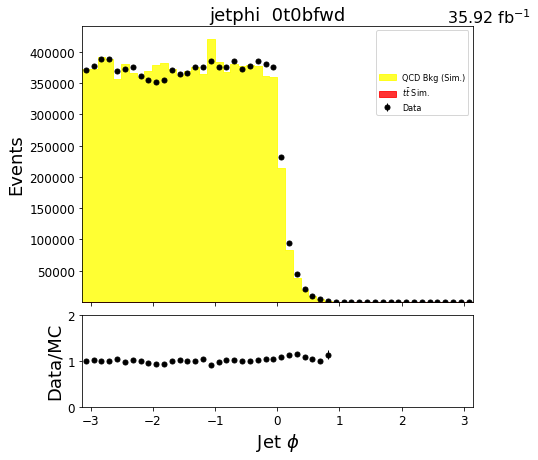 jetphi  0t0bfwd
35.92 fb⁻¹
QCD Bkg (Sim.)
tt̄ Sim.
Data
Events
400000
350000
300000
250000
200000
150000
100000
50000
Data/MC
2
1
0
−3 −2 −1 0 1 2 3
Jet ϕ